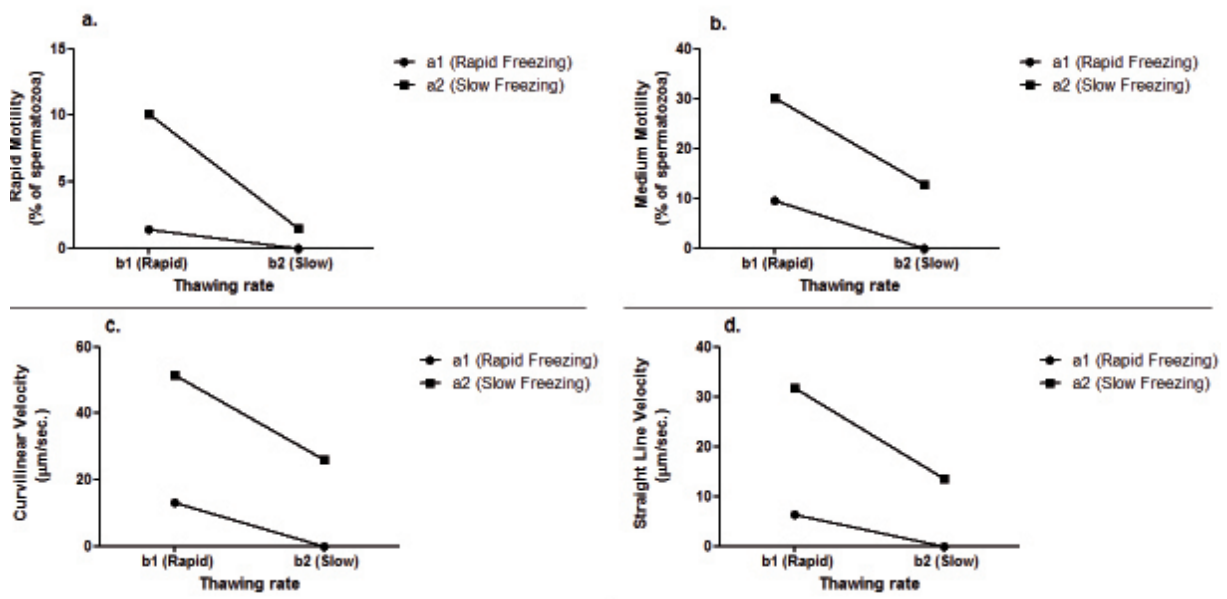 a.
15
10
5
0
Rapid Motility
(% of spermatozoa)
b1 (Rapid)
b2 (Slow)
Thawing rate
a1 (Rapid Freezing)
a2 (Slow Freezing)
b.
40
30
20
10
0
Medium Motility
(% of spermatozoa)
b1 (Rapid)
b2 (Slow)
Thawing rate
a1 (Rapid Freezing)
a2 (Slow Freezing)
c.
60
40
20
0
Curvilinear Velocity
(µm/sec.)
b1 (Rapid)
b2 (Slow)
Thawing rate
a1 (Rapid Freezing)
a2 (Slow Freezing)
d.
40
30
20
10
0
Straight Line Velocity
(µm/sec.)
b1 (Rapid)
b2 (Slow)
Thawing rate
a1 (Rapid Freezing)
a2 (Slow Freezing)